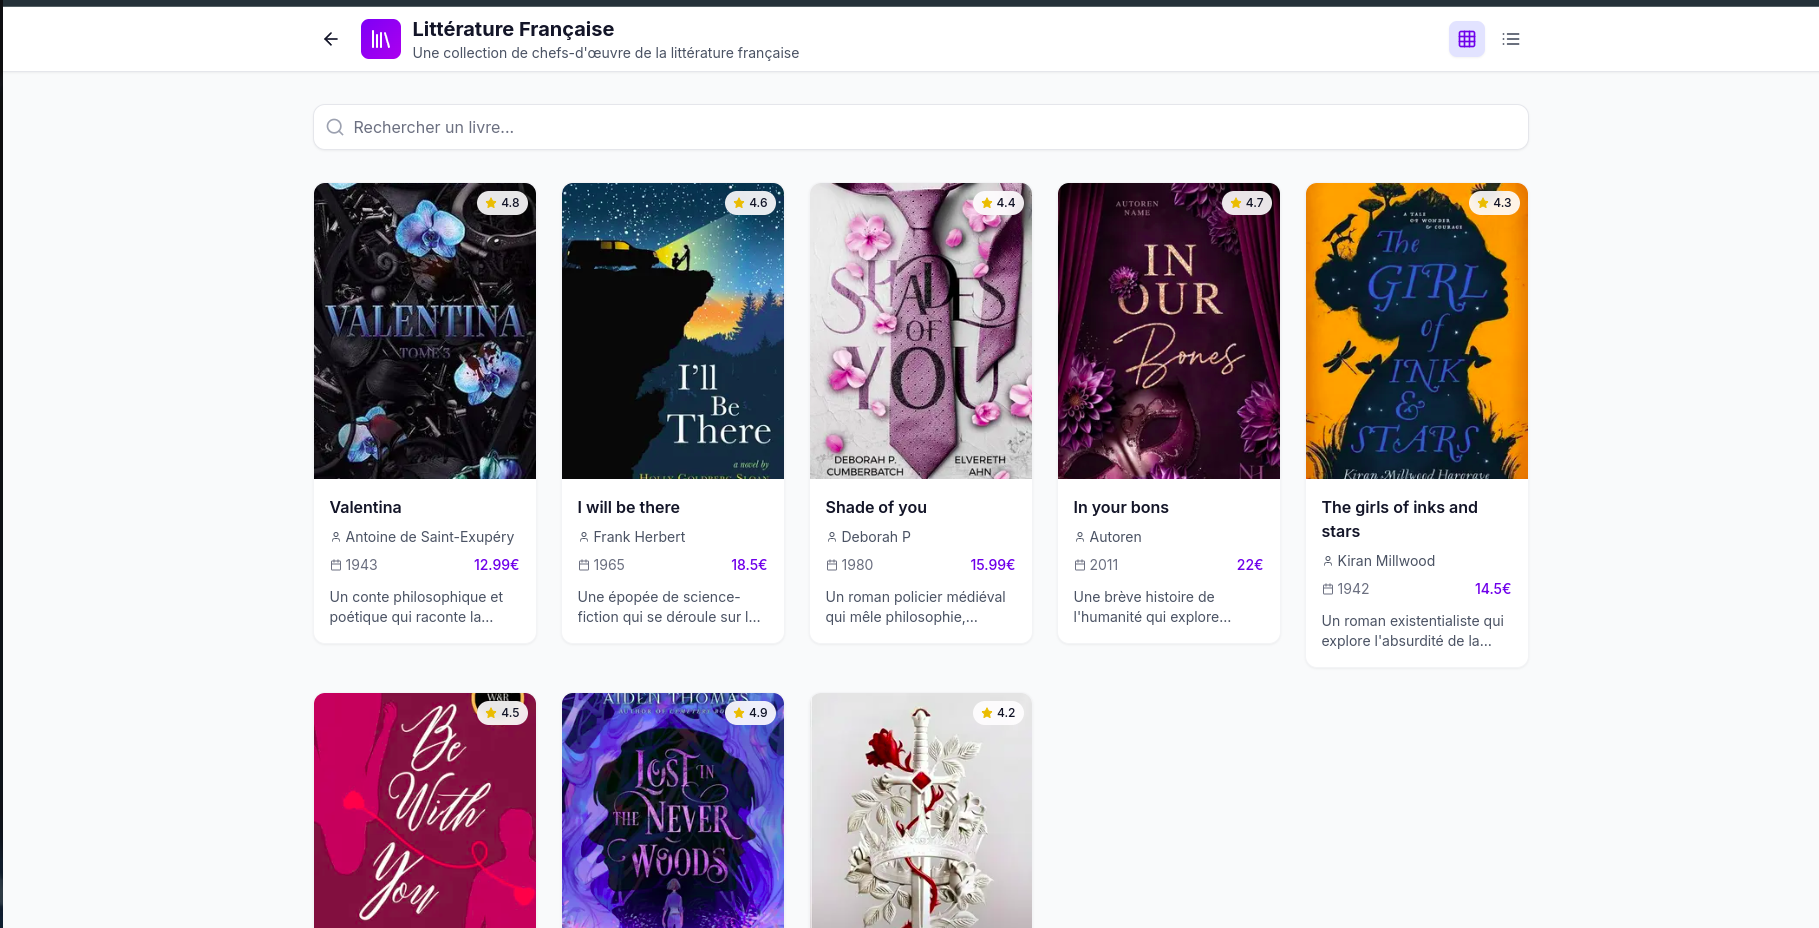 Littérature Française
Une collection de chefs-d'œuvre de la littérature française
Rechercher un livre...
4.8
VALENTINA
TOME 3
Valentina
Antoine de Saint-Exupéry
1943
12.99€
Un conte philosophique et
poétique qui raconte la...
4.6
I'll
Be
There
a novel by
HOLLY GOLDBERG SLOAN
I will be there
Frank Herbert
1965
18.5€
Une épopée de science-
fiction qui se déroule sur l...
4.4
SHADES
OF
YOU
DEBORAH P.
CUMBERBATCH
ELVERETH
AHN
Shade of you
Deborah P
1980
15.99€
Un roman policier médiéval
qui mêle philosophie,...
4.7
AUTOREN
NAME
IN
OUR
Bones
In your bons
Autoren
2011
22€
Une brève histoire de
l'humanité qui explore...
4.3
A TALE
OF WONDER
& COURAGE
The
GIRL
of
INK
&
STARS
Kiran Millwood Hargrave
The girls of inks and
stars
Kiran Millwood
1942
14.5€
Un roman existentialiste qui
explore l'absurdité de la...
4.5
W&R
Be
With
You
4.9
AIDEN THOMAS
LOST IN
THE NEVER
WOODS
4.2